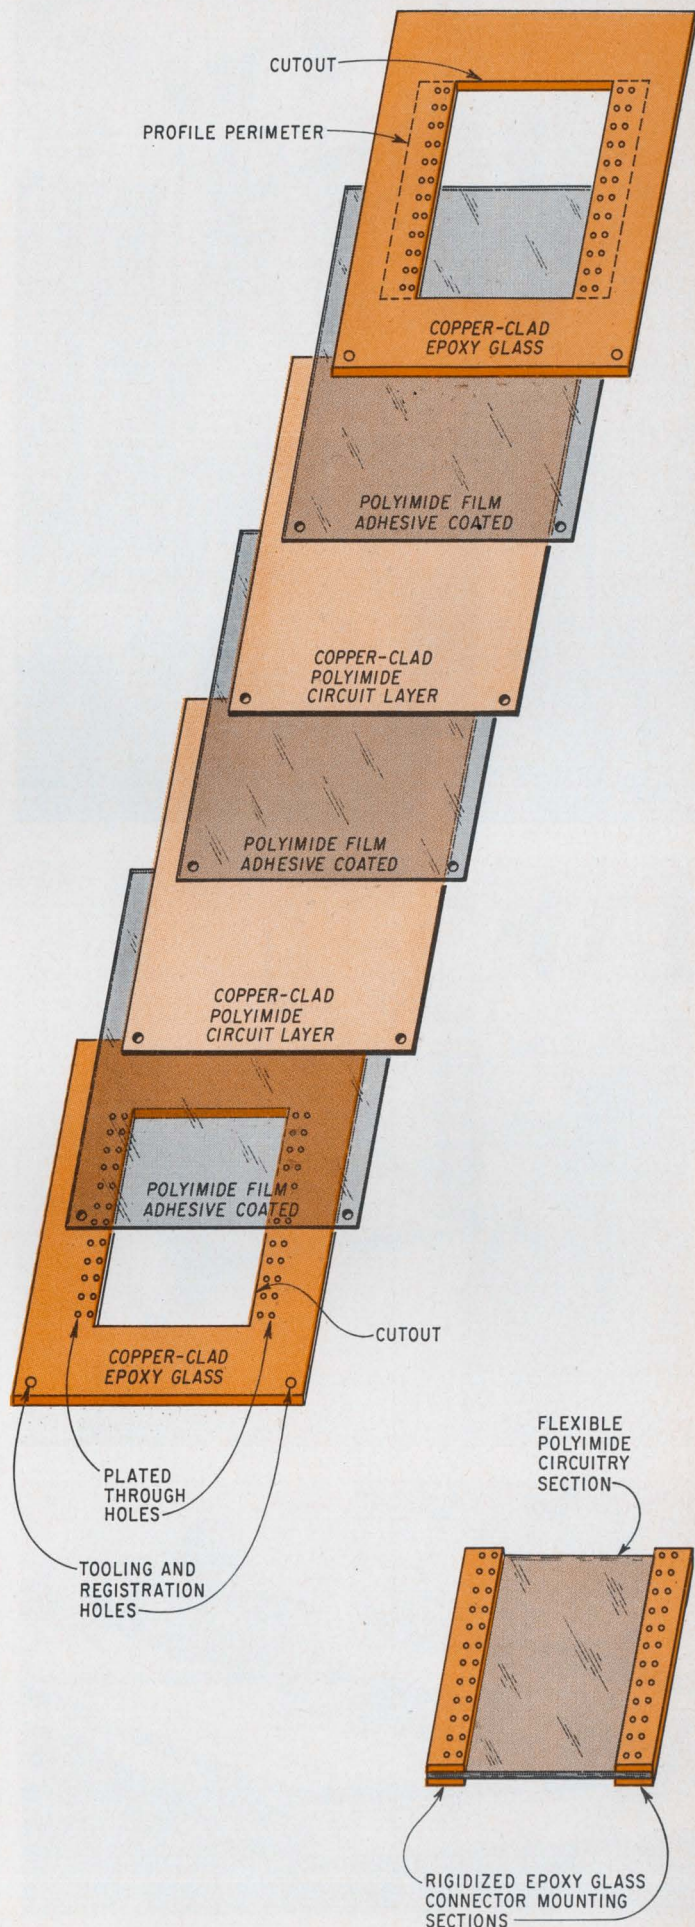 CUTOUT
PROFILE PERIMETER
COPPER-CLAD
EPOXY GLASS
POLYIMIDE FILM
ADHESIVE COATED
COPPER-CLAD
POLYIMIDE
CIRCUIT LAYER
POLYIMIDE FILM
ADHESIVE COATED
COPPER-CLAD
POLYIMIDE
CIRCUIT LAYER
POLYIMIDE FILM
ADHESIVE COATED
CUTOUT
COPPER-CLAD
EPOXY GLASS
PLATED
THROUGH
HOLES
TOOLING AND
REGISTRATION
HOLES
FLEXIBLE
POLYIMIDE
CIRCUITRY
SECTION
RIGIDIZED EPOXY GLASS
CONNECTOR MOUNTING
SECTIONS